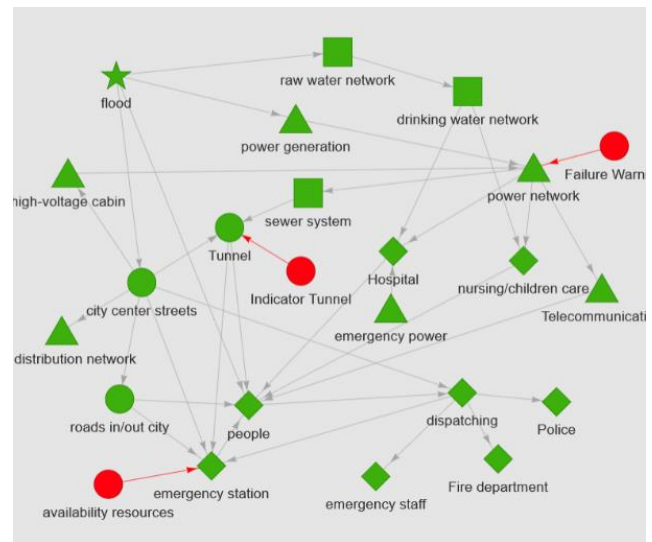 raw water network
flood
drinking water network
power generation
Failure Warni
high-voltage cabin
power network
sewer system
Tunnel
Hospital
nursing/children care
Indicator Tunnel
city center streets
Telecommunicati
emergency power
distribution network
people
dispatching
Police
roads in/out city
emergency station
Fire department
emergency staff
availability resources